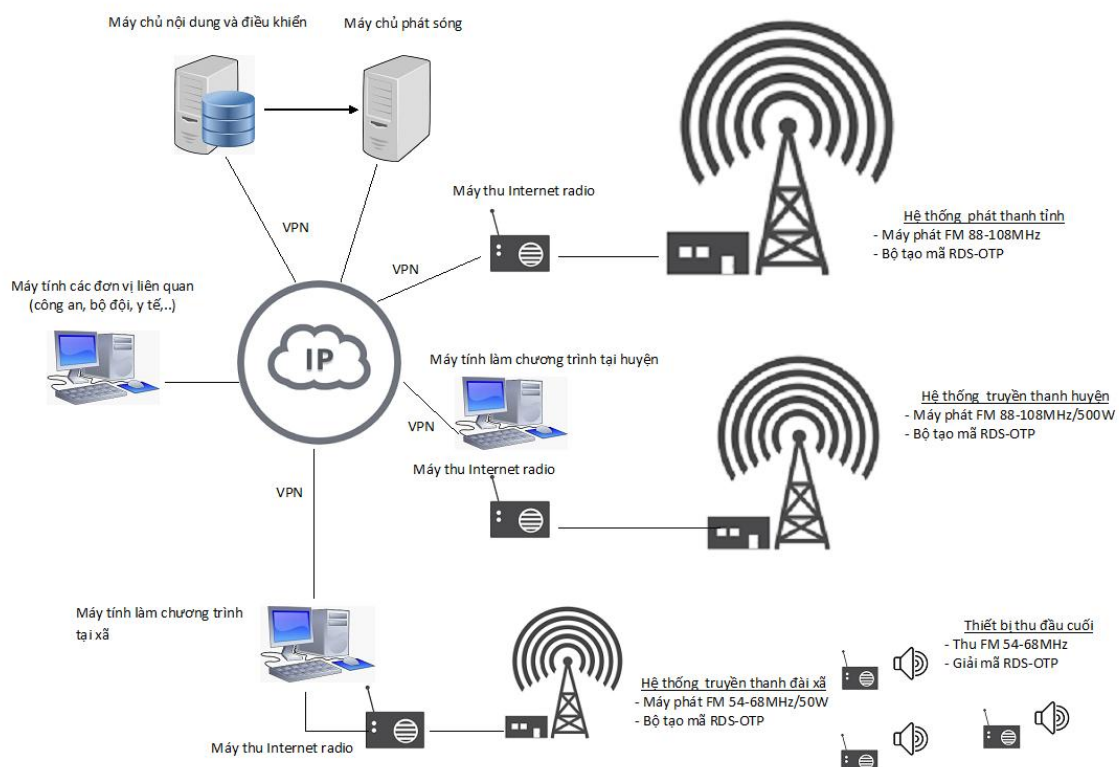 Máy chủ nội dung và điều khiển
Máy chủ phát sóng
Máy thu Internet radio
VPN
VPN
Hệ thống phát thanh tỉnh
- Máy phát FM 88-108MHz
- Bộ tạo mã RDS-OTP
Máy tính các đơn vị liên quan
(công an, bộ đội, y tế,..)
IP
Máy tính làm chương trình tại huyện
VPN
Máy thu Internet radio
Hệ thống truyền thanh huyện
- Máy phát FM 88-108MHz/500W
- Bộ tạo mã RDS-OTP
VPN
Máy tính làm chương trình
tại xã
Máy thu Internet radio
Hệ thống truyền thanh đài xã
- Máy phát FM 54-68MHz/50W
- Bộ tạo mã RDS-OTP
Thiết bị thu đầu cuối
- Thu FM 54-68MHz
- Giải mã RDS-OTP